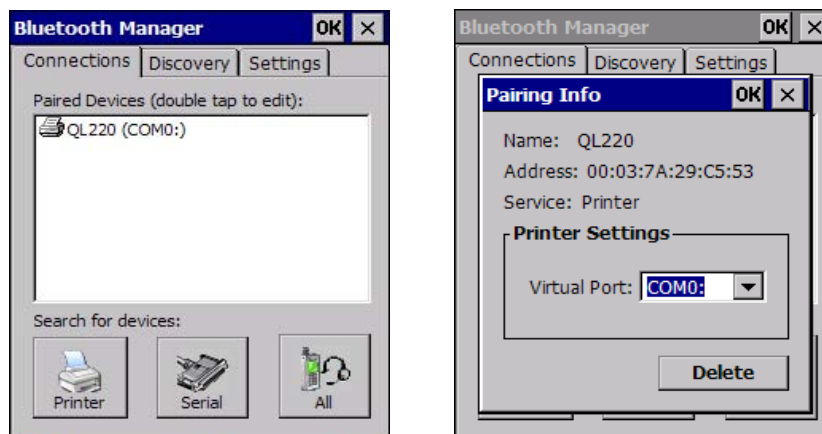 Bluetooth Manager OK
Connections Discovery Settings
Paired Devices (double tap to edit):
QL220 (COM0:)
Search for devices:
Printer Serial All
Bluetooth Manager OK
Connections Discovery Settings
Pairing Info OK
Name: QL220
Address: 00:03:7A:29:C5:53
Service: Printer
Printer Settings
Virtual Port: COM0:
Delete